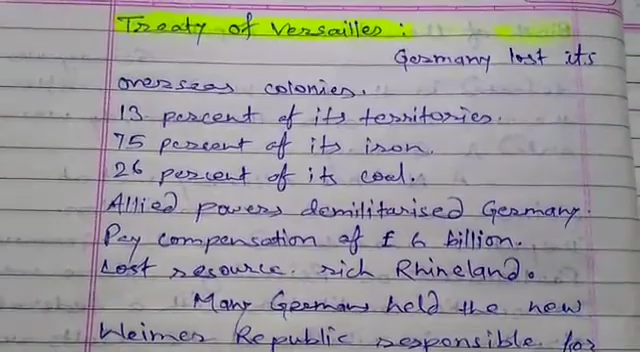 Treaty of Versailles:
Germany lost its
overseas colonies.
13 percent of its territories.
75 percent of its iron.
26 percent of its coal.
Allied powers demilitarised Germany.
Pay compensation of £ 6 billion.
Lost resource rich Rhineland.
Many Germans held the new
Weimer Republic responsible for